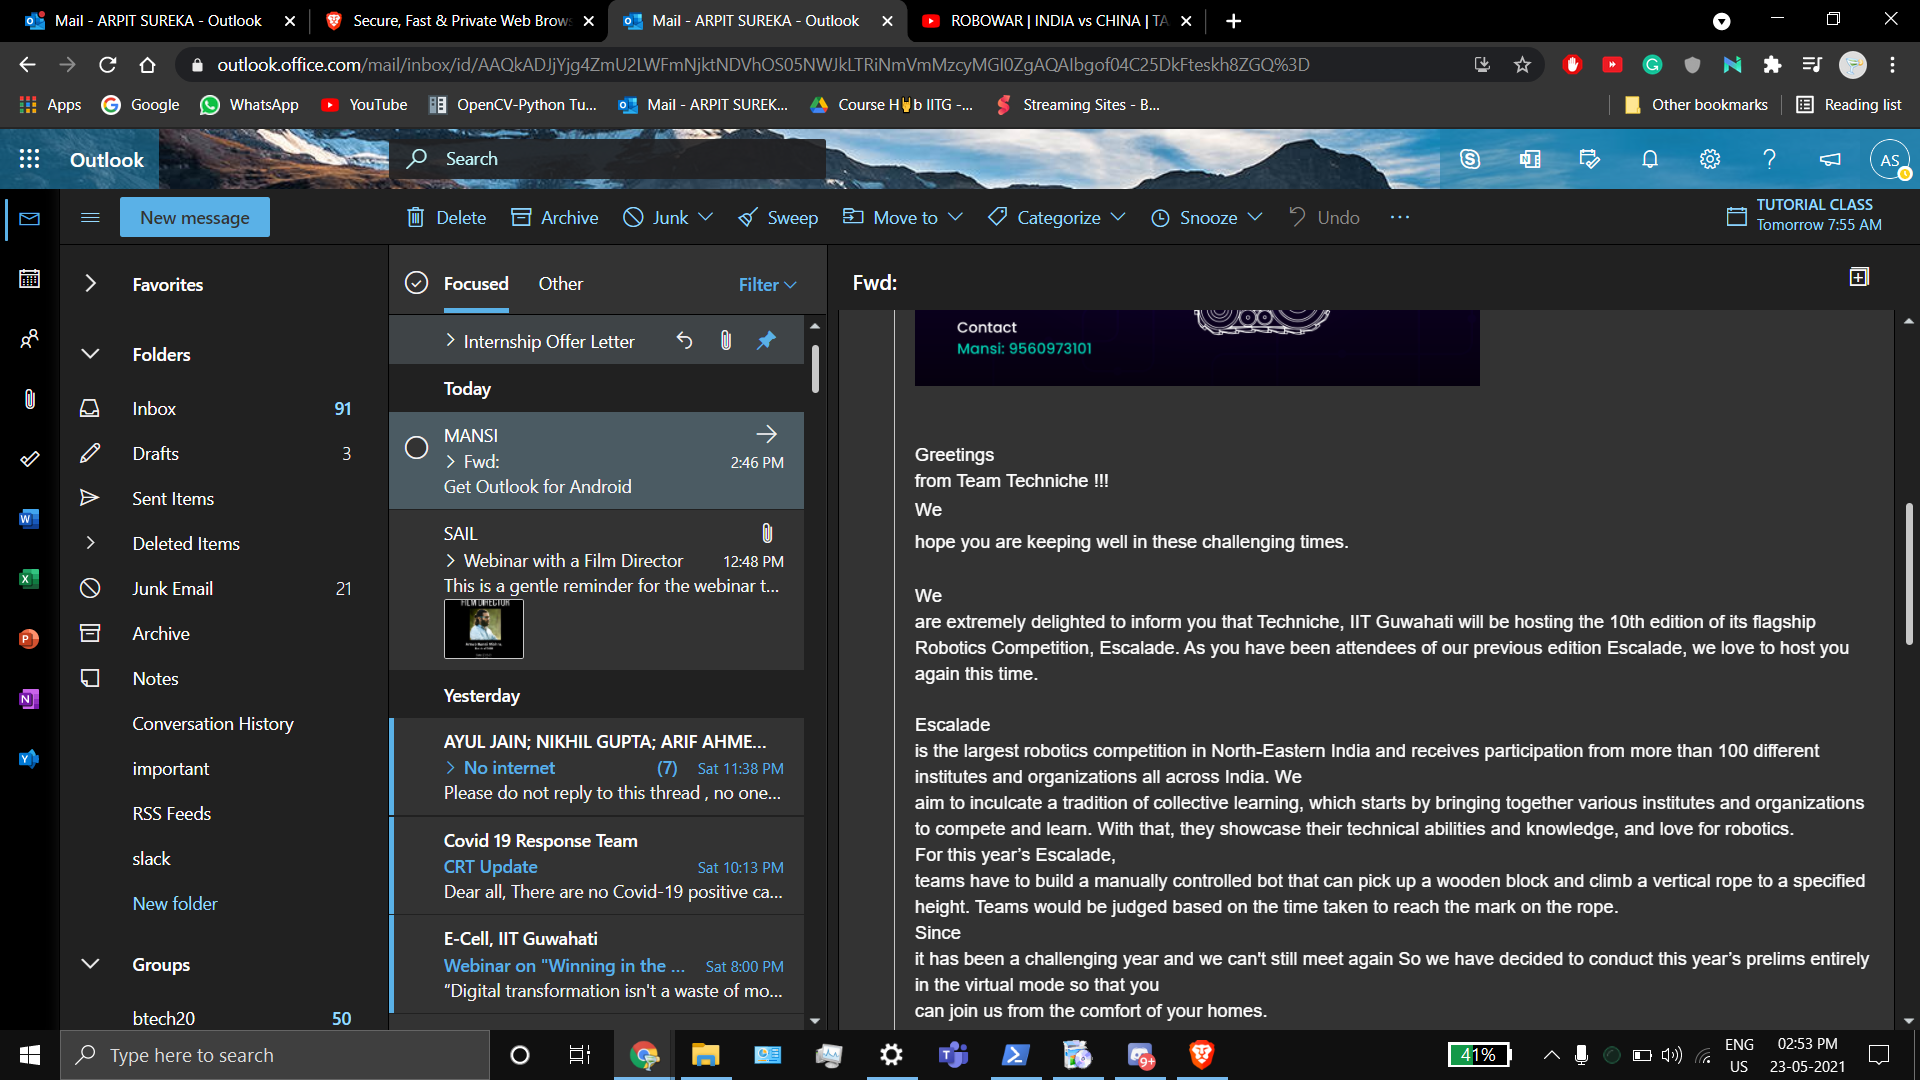 Mail - ARPIT SUREKA - Outlook
Secure, Fast & Private Web Brow
Mail - ARPIT SUREKA - Outlook
ROBOWAR | INDIA vs CHINA | TA
outlook.office.com/mail/inbox/id/AAQkADJjYjg4ZmU2LWFmNjktNDVhOS05NWJkLTRiNmVmMzcyMGI0ZgAQAIbgof04C25DkFteskh8ZGQ%3D
Apps
Google
WhatsApp
YouTube
OpenCV-Python Tu...
Mail - ARPIT SUREK...
Course H b IITG -...
Streaming Sites - B...
Other bookmarks
Reading list
Outlook
Search
AS
New message
Delete
Archive
Junk
Sweep
Move to
Categorize
Snooze
Undo
TUTORIAL CLASS
Tomorrow 7:55 AM
Favorites
Folders
Inbox 91
Drafts 3
Sent Items
Deleted Items
Junk Email 21
Archive
Notes
Conversation History
important
RSS Feeds
slack
New folder
Groups
btech20 50
Focused
Other
Filter
Internship Offer Letter
Today
MANSI
Fwd: 2:46 PM
Get Outlook for Android
SAIL
Webinar with a Film Director 12:48 PM
This is a gentle reminder for the webinar t...
FILM DIRECTOR
Yesterday
AYUL JAIN; NIKHIL GUPTA; ARIF AHME...
No internet (7) Sat 11:38 PM
Please do not reply to this thread , no one...
Covid 19 Response Team
CRT Update Sat 10:13 PM
Dear all, There are no Covid-19 positive ca...
E-Cell, IIT Guwahati
Webinar on "Winning in the ... Sat 8:00 PM
“Digital transformation isn't a waste of mo...
Fwd:
Contact
Mansi: 9560973101
Greetings
from Team Techniche !!!
We
hope you are keeping well in these challenging times.
We
are extremely delighted to inform you that Techniche, IIT Guwahati will be hosting the 10th edition of its flagship
Robotics Competition, Escalade. As you have been attendees of our previous edition Escalade, we love to host you
again this time.
Escalade
is the largest robotics competition in North-Eastern India and receives participation from more than 100 different
institutes and organizations all across India. We
aim to inculcate a tradition of collective learning, which starts by bringing together various institutes and organizations
to compete and learn. With that, they showcase their technical abilities and knowledge, and love for robotics.
For this year’s Escalade,
teams have to build a manually controlled bot that can pick up a wooden block and climb a vertical rope to a specified
height. Teams would be judged based on the time taken to reach the mark on the rope.
Since
it has been a challenging year and we can't still meet again So we have decided to conduct this year’s prelims entirely
in the virtual mode so that you
can join us from the comfort of your homes.
Type here to search
9+
41%
ENG
US
02:53 PM
23-05-2021